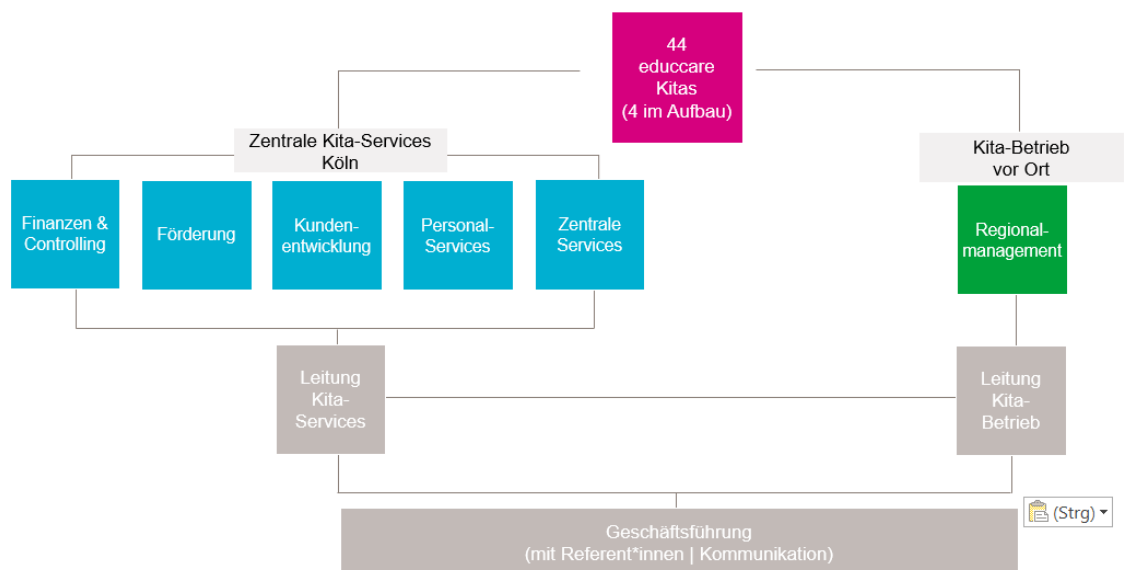 44
educcare
Kitas
(4 im Aufbau)
Zentrale Kita-Services
Köln
Kita-Betrieb
vor Ort
Finanzen &
Controlling
Förderung
Kunden-
entwicklung
Personal-
Services
Zentrale
Services
Regional-
management
Leitung
Kita-
Services
Leitung
Kita-
Betrieb
Geschäftsführung
(mit Referent*innen | Kommunikation)
(Strg)